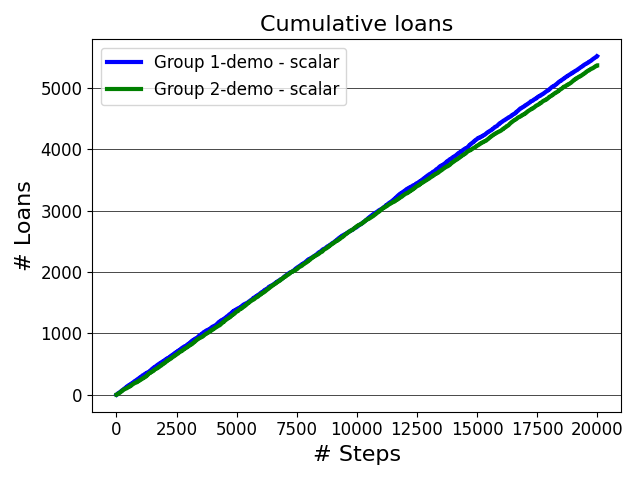 Cumulative loans
Group 1-demo - scalar
Group 2-demo - scalar
# Loans
5000
4000
3000
2000
1000
0
0 2500 5000 7500 10000 12500 15000 17500 20000
# Steps